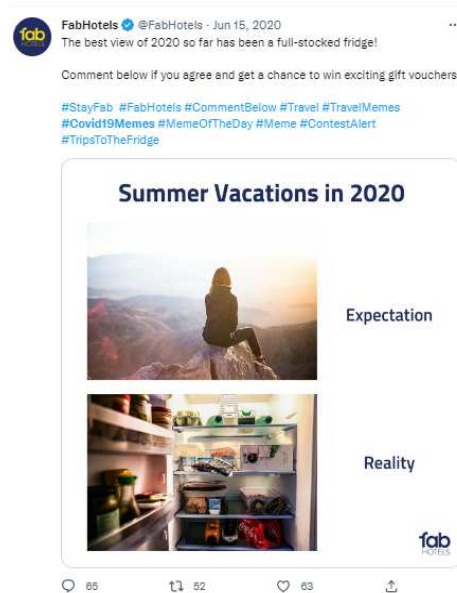 FabHotels @FabHotels · Jun 15, 2020
The best view of 2020 so far has been a full-stocked fridge!
Comment below if you agree and get a chance to win exciting gift vouchers
#StayFab #FabHotels #CommentBelow #Travel #TravelMemes
#Covid19Memes #MemeOfTheDay #Meme #ContestAlert
#TripsToTheFridge
Summer Vacations in 2020
Expectation
Reality
fab
HOTELS
65 52 63
fab
HOTELS